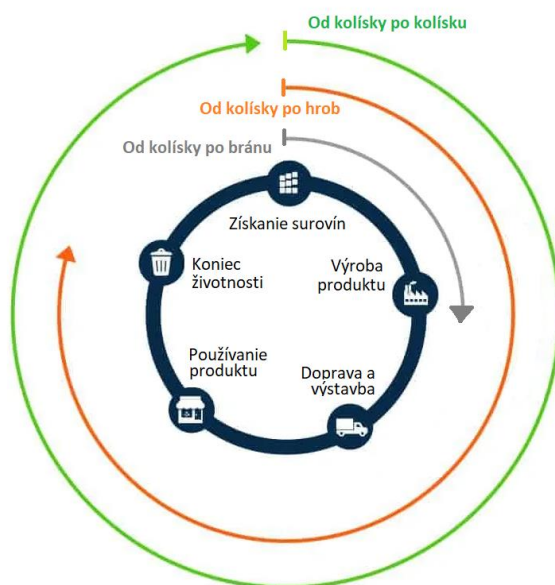 Od kolísky po kolísku
Od kolísky po hrob
Od kolísky po bránu
Získanie surovín
Výroba
produktu
Doprava a
výstavba
Používanie
produktu
Koniec
životnosti